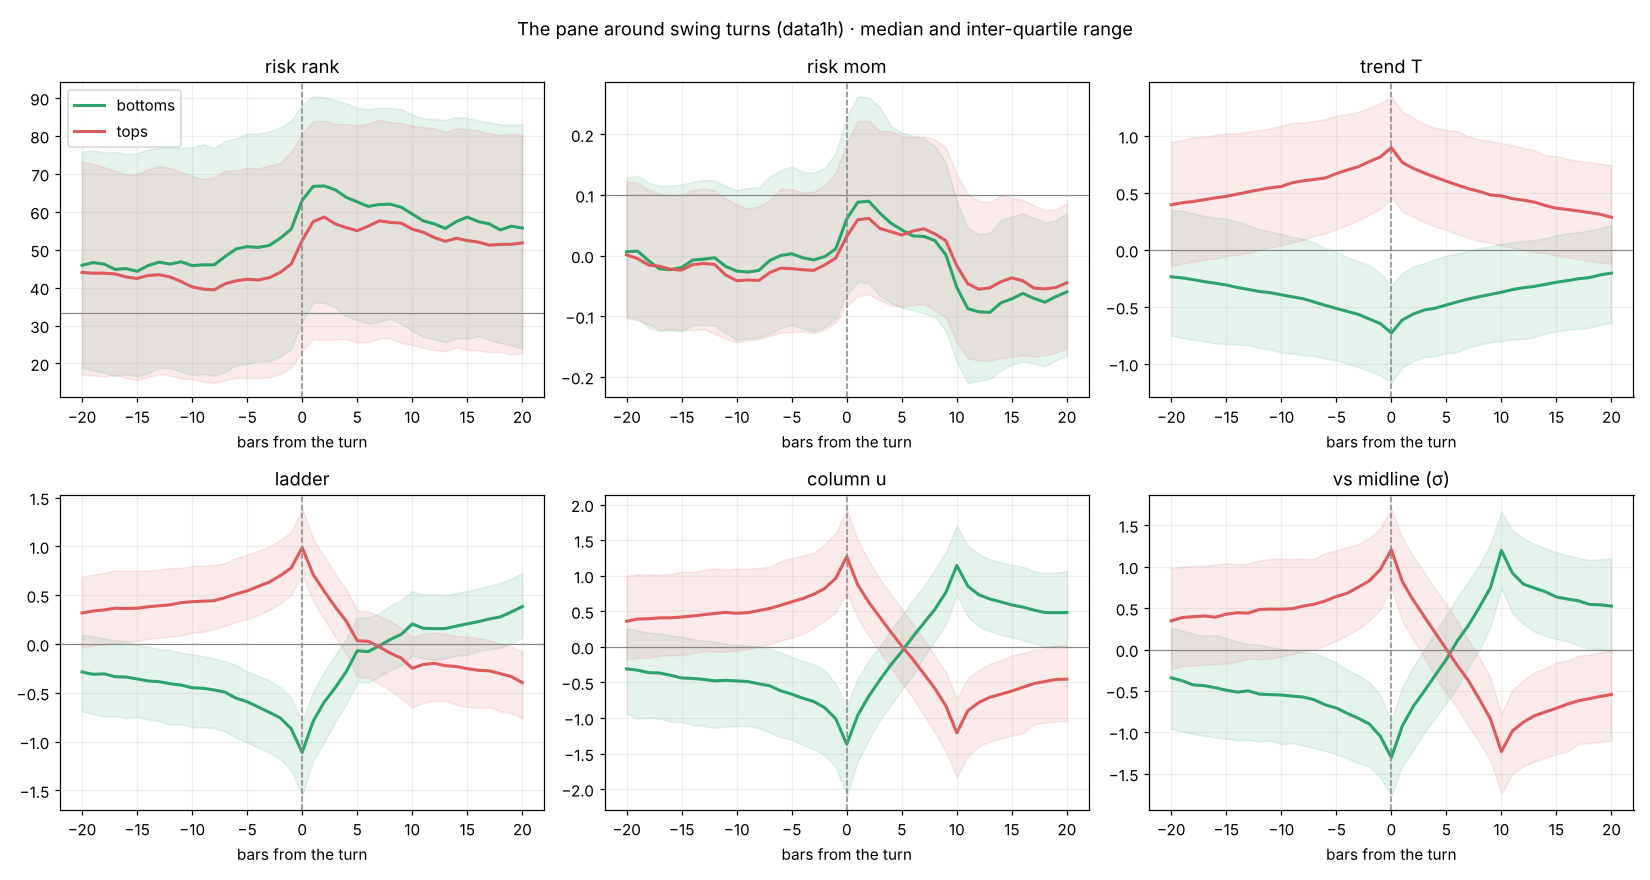 The pane around swing turns (data1h) · median and inter-quartile range
risk rank
90
80
70
60
50
40
30
20
bottoms
tops
−20 −15 −10 −5 0 5 10 15 20
bars from the turn
risk mom
0.2
0.1
0.0
−0.1
−0.2
−20 −15 −10 −5 0 5 10 15 20
bars from the turn
trend T
1.0
0.5
0.0
−0.5
−1.0
−20 −15 −10 −5 0 5 10 15 20
bars from the turn
ladder
1.5
1.0
0.5
0.0
−0.5
−1.0
−1.5
−20 −15 −10 −5 0 5 10 15 20
bars from the turn
column u
2.0
1.5
1.0
0.5
0.0
−0.5
−1.0
−1.5
−2.0
−20 −15 −10 −5 0 5 10 15 20
bars from the turn
vs midline (σ)
1.5
1.0
0.5
0.0
−0.5
−1.0
−1.5
−20 −15 −10 −5 0 5 10 15 20
bars from the turn